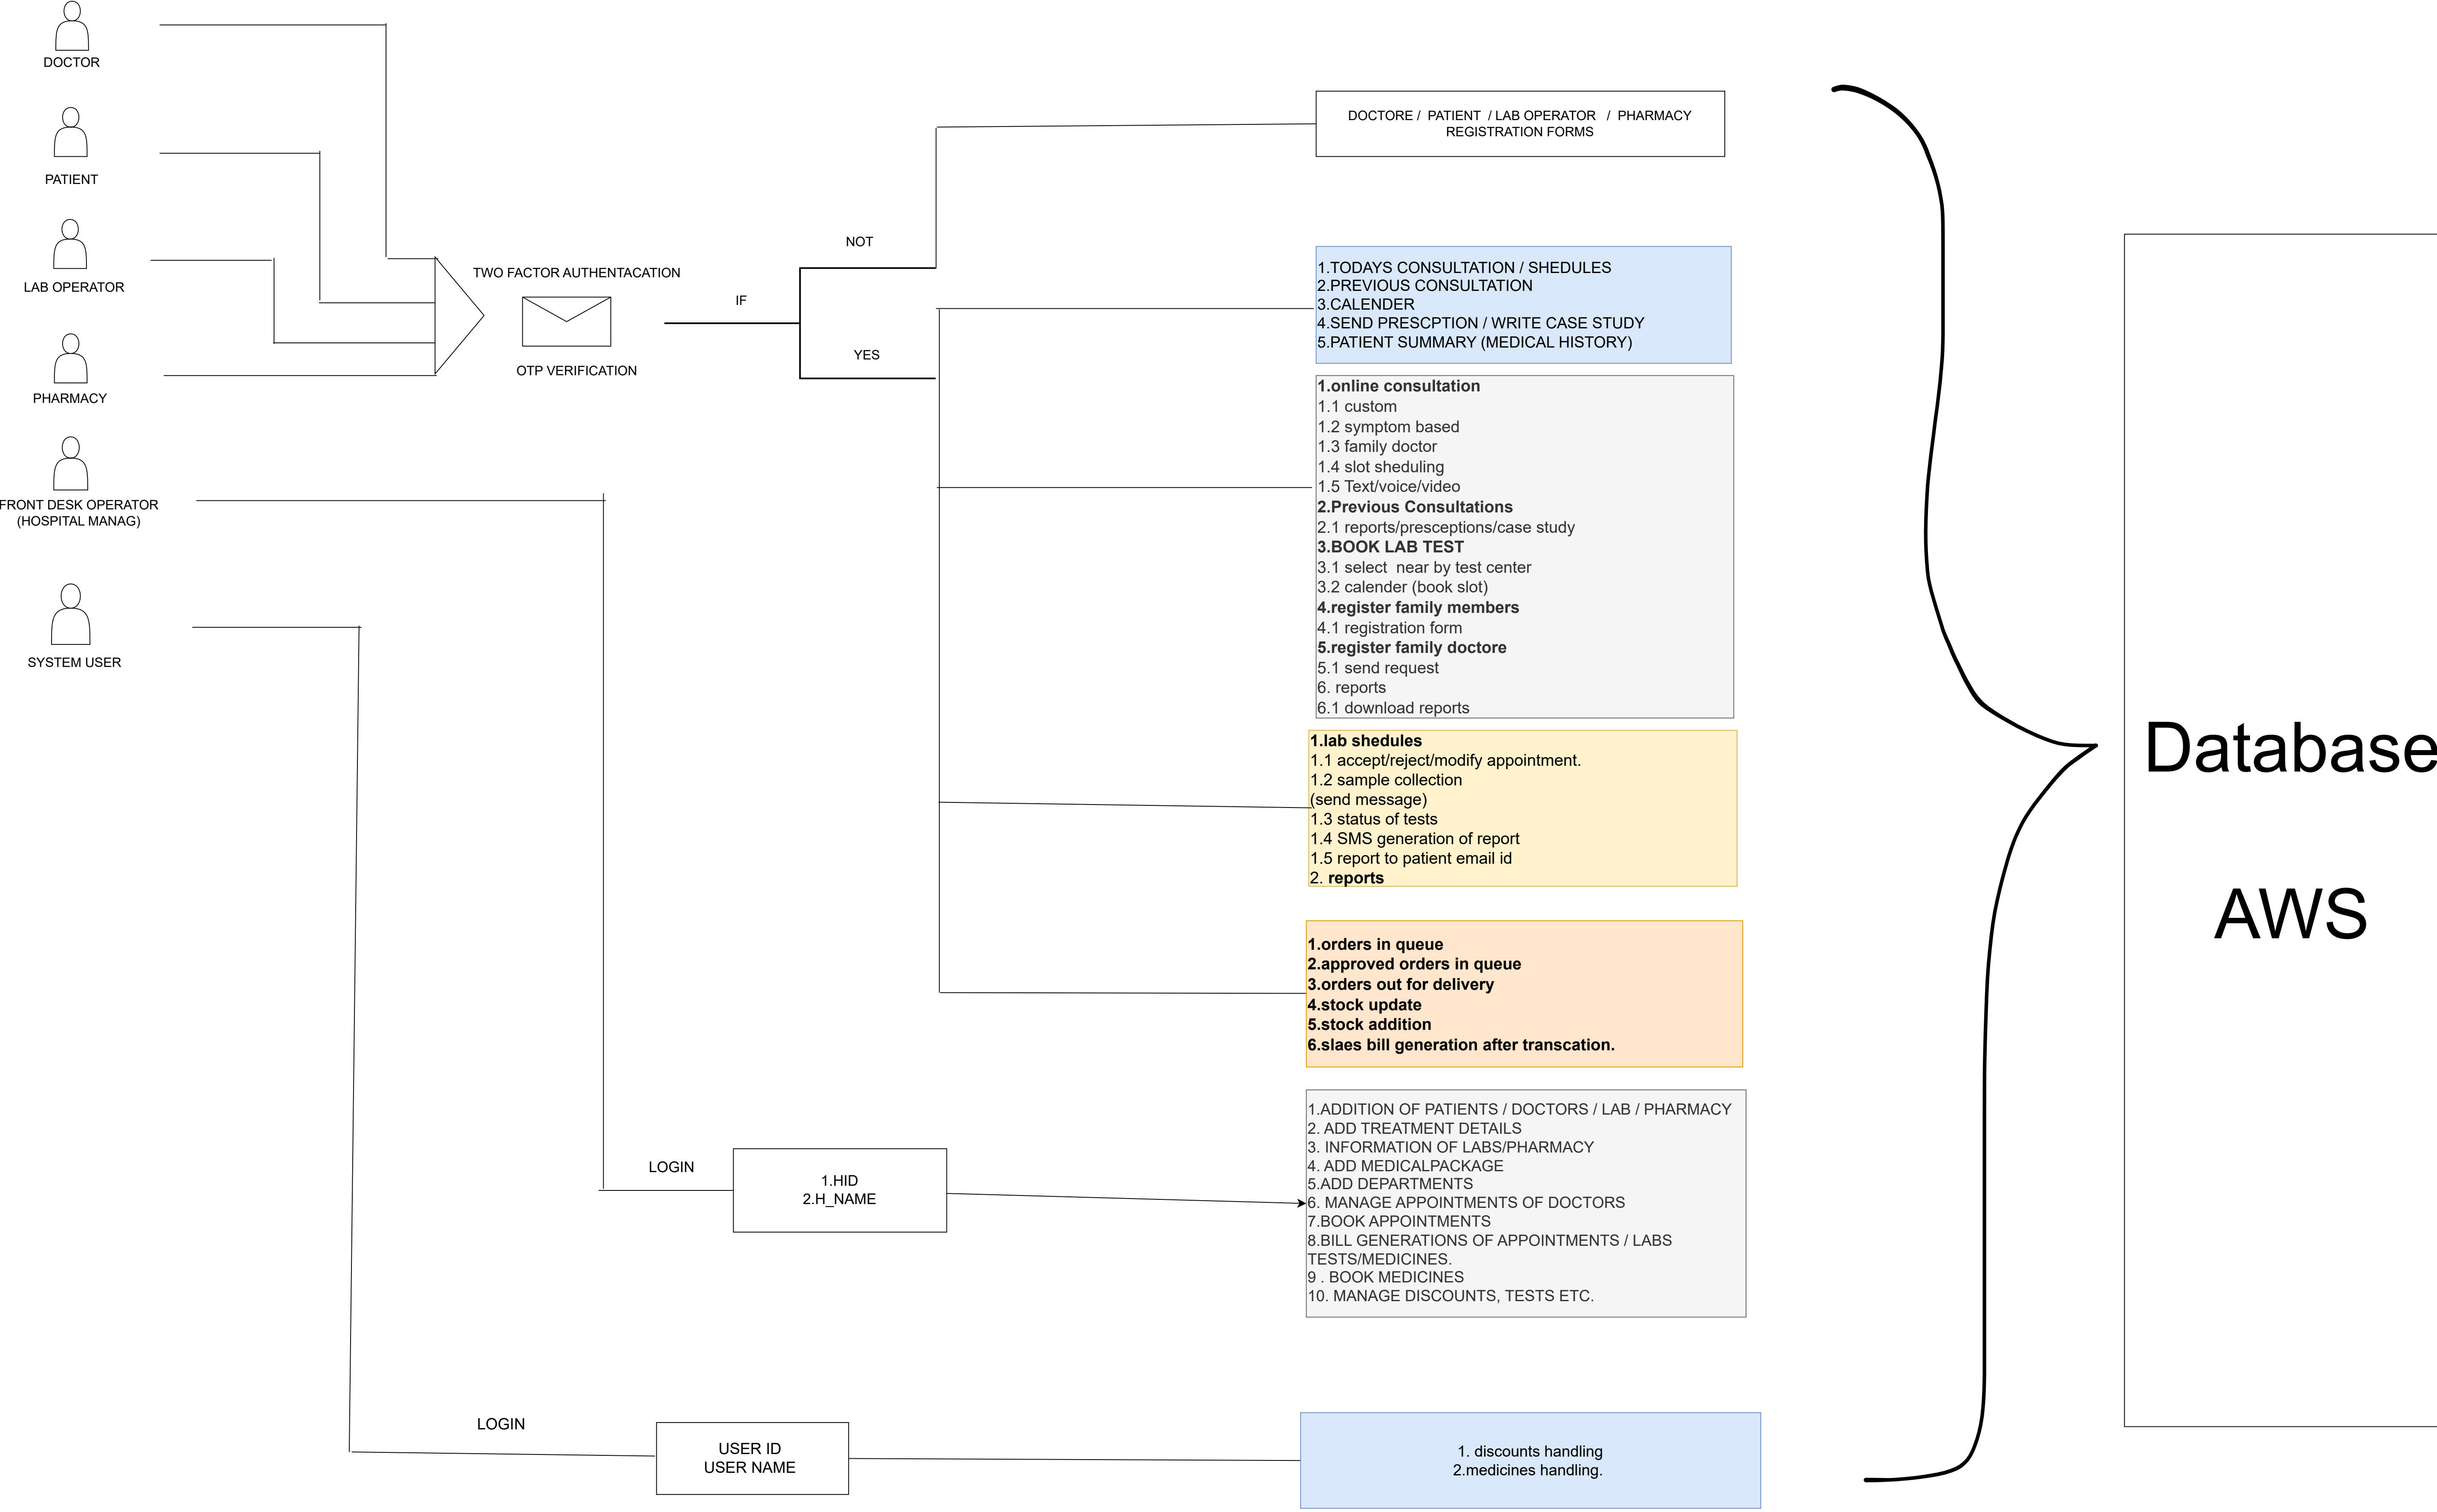 DOCTOR
PATIENT
LAB OPERATOR
PHARMACY
FRONT DESK OPERATOR
(HOSPITAL MANAG)
SYSTEM USER
TWO FACTOR AUTHENTACATION
OTP VERIFICATION
IF
NOT
YES
DOCTORE / PATIENT / LAB OPERATOR / PHARMACY
REGISTRATION FORMS
1.TODAYS CONSULTATION / SHEDULES
2.PREVIOUS CONSULTATION
3.CALENDER
4.SEND PRESCPTION / WRITE CASE STUDY
5.PATIENT SUMMARY (MEDICAL HISTORY)
1.online consultation
1.1 custom
1.2 symptom based
1.3 family doctor
1.4 slot sheduling
1.5 Text/voice/video
2.Previous Consultations
2.1 reports/presceptions/case study
3.BOOK LAB TEST
3.1 select near by test center
3.2 calender (book slot)
4.register family members
4.1 registration form
5.register family doctore
5.1 send request
6. reports
6.1 download reports
1.lab shedules
1.1 accept/reject/modify appointment.
1.2 sample collection
(send message)
1.3 status of tests
1.4 SMS generation of report
1.5 report to patient email id
2. reports
1.orders in queue
2.approved orders in queue
3.orders out for delivery
4.stock update
5.stock addition
6.slaes bill generation after transcation.
LOGIN
1.HID
2.H_NAME
1.ADDITION OF PATIENTS / DOCTORS / LAB / PHARMACY
2. ADD TREATMENT DETAILS
3. INFORMATION OF LABS/PHARMACY
4. ADD MEDICALPACKAGE
5.ADD DEPARTMENTS
6. MANAGE APPOINTMENTS OF DOCTORS
7.BOOK APPOINTMENTS
8.BILL GENERATIONS OF APPOINTMENTS / LABS
TESTS/MEDICINES.
9 . BOOK MEDICINES
10. MANAGE DISCOUNTS, TESTS ETC.
LOGIN
USER ID
USER NAME
1. discounts handling
2.medicines handling.
Database
AWS